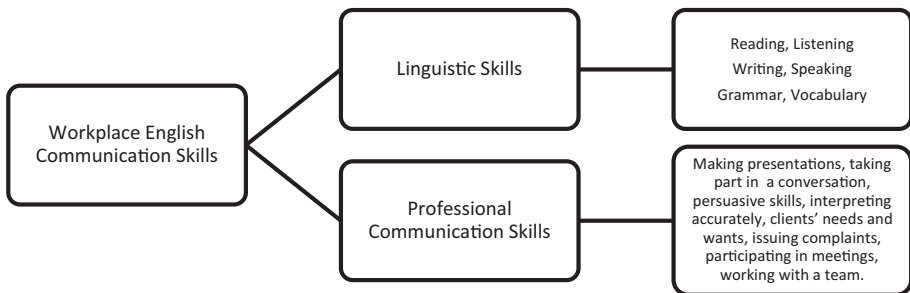 Workplace English
Communication Skills
Linguistic Skills
Reading, Listening
Writing, Speaking
Grammar, Vocabulary
Professional
Communication Skills
Making presentations, taking
part in a conversation,
persuasive skills, interpreting
accurately, clients' needs and
wants, issuing complaints,
participating in meetings,
working with a team.